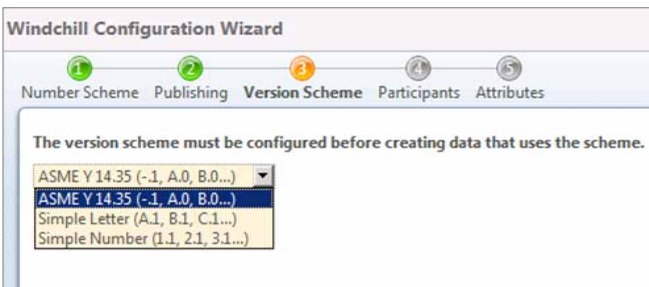 Windchill Configuration Wizard
1 2 3 4 5
Number Scheme Publishing Version Scheme Participants Attributes
The version scheme must be configured before creating data that uses the scheme.
ASME Y 14.35 (-.1, A.0, B.0...)
ASME Y 14.35 (-.1, A.0, B.0...)
Simple Letter (A.1, B.1, C.1...)
Simple Number (1.1, 2.1, 3.1...)